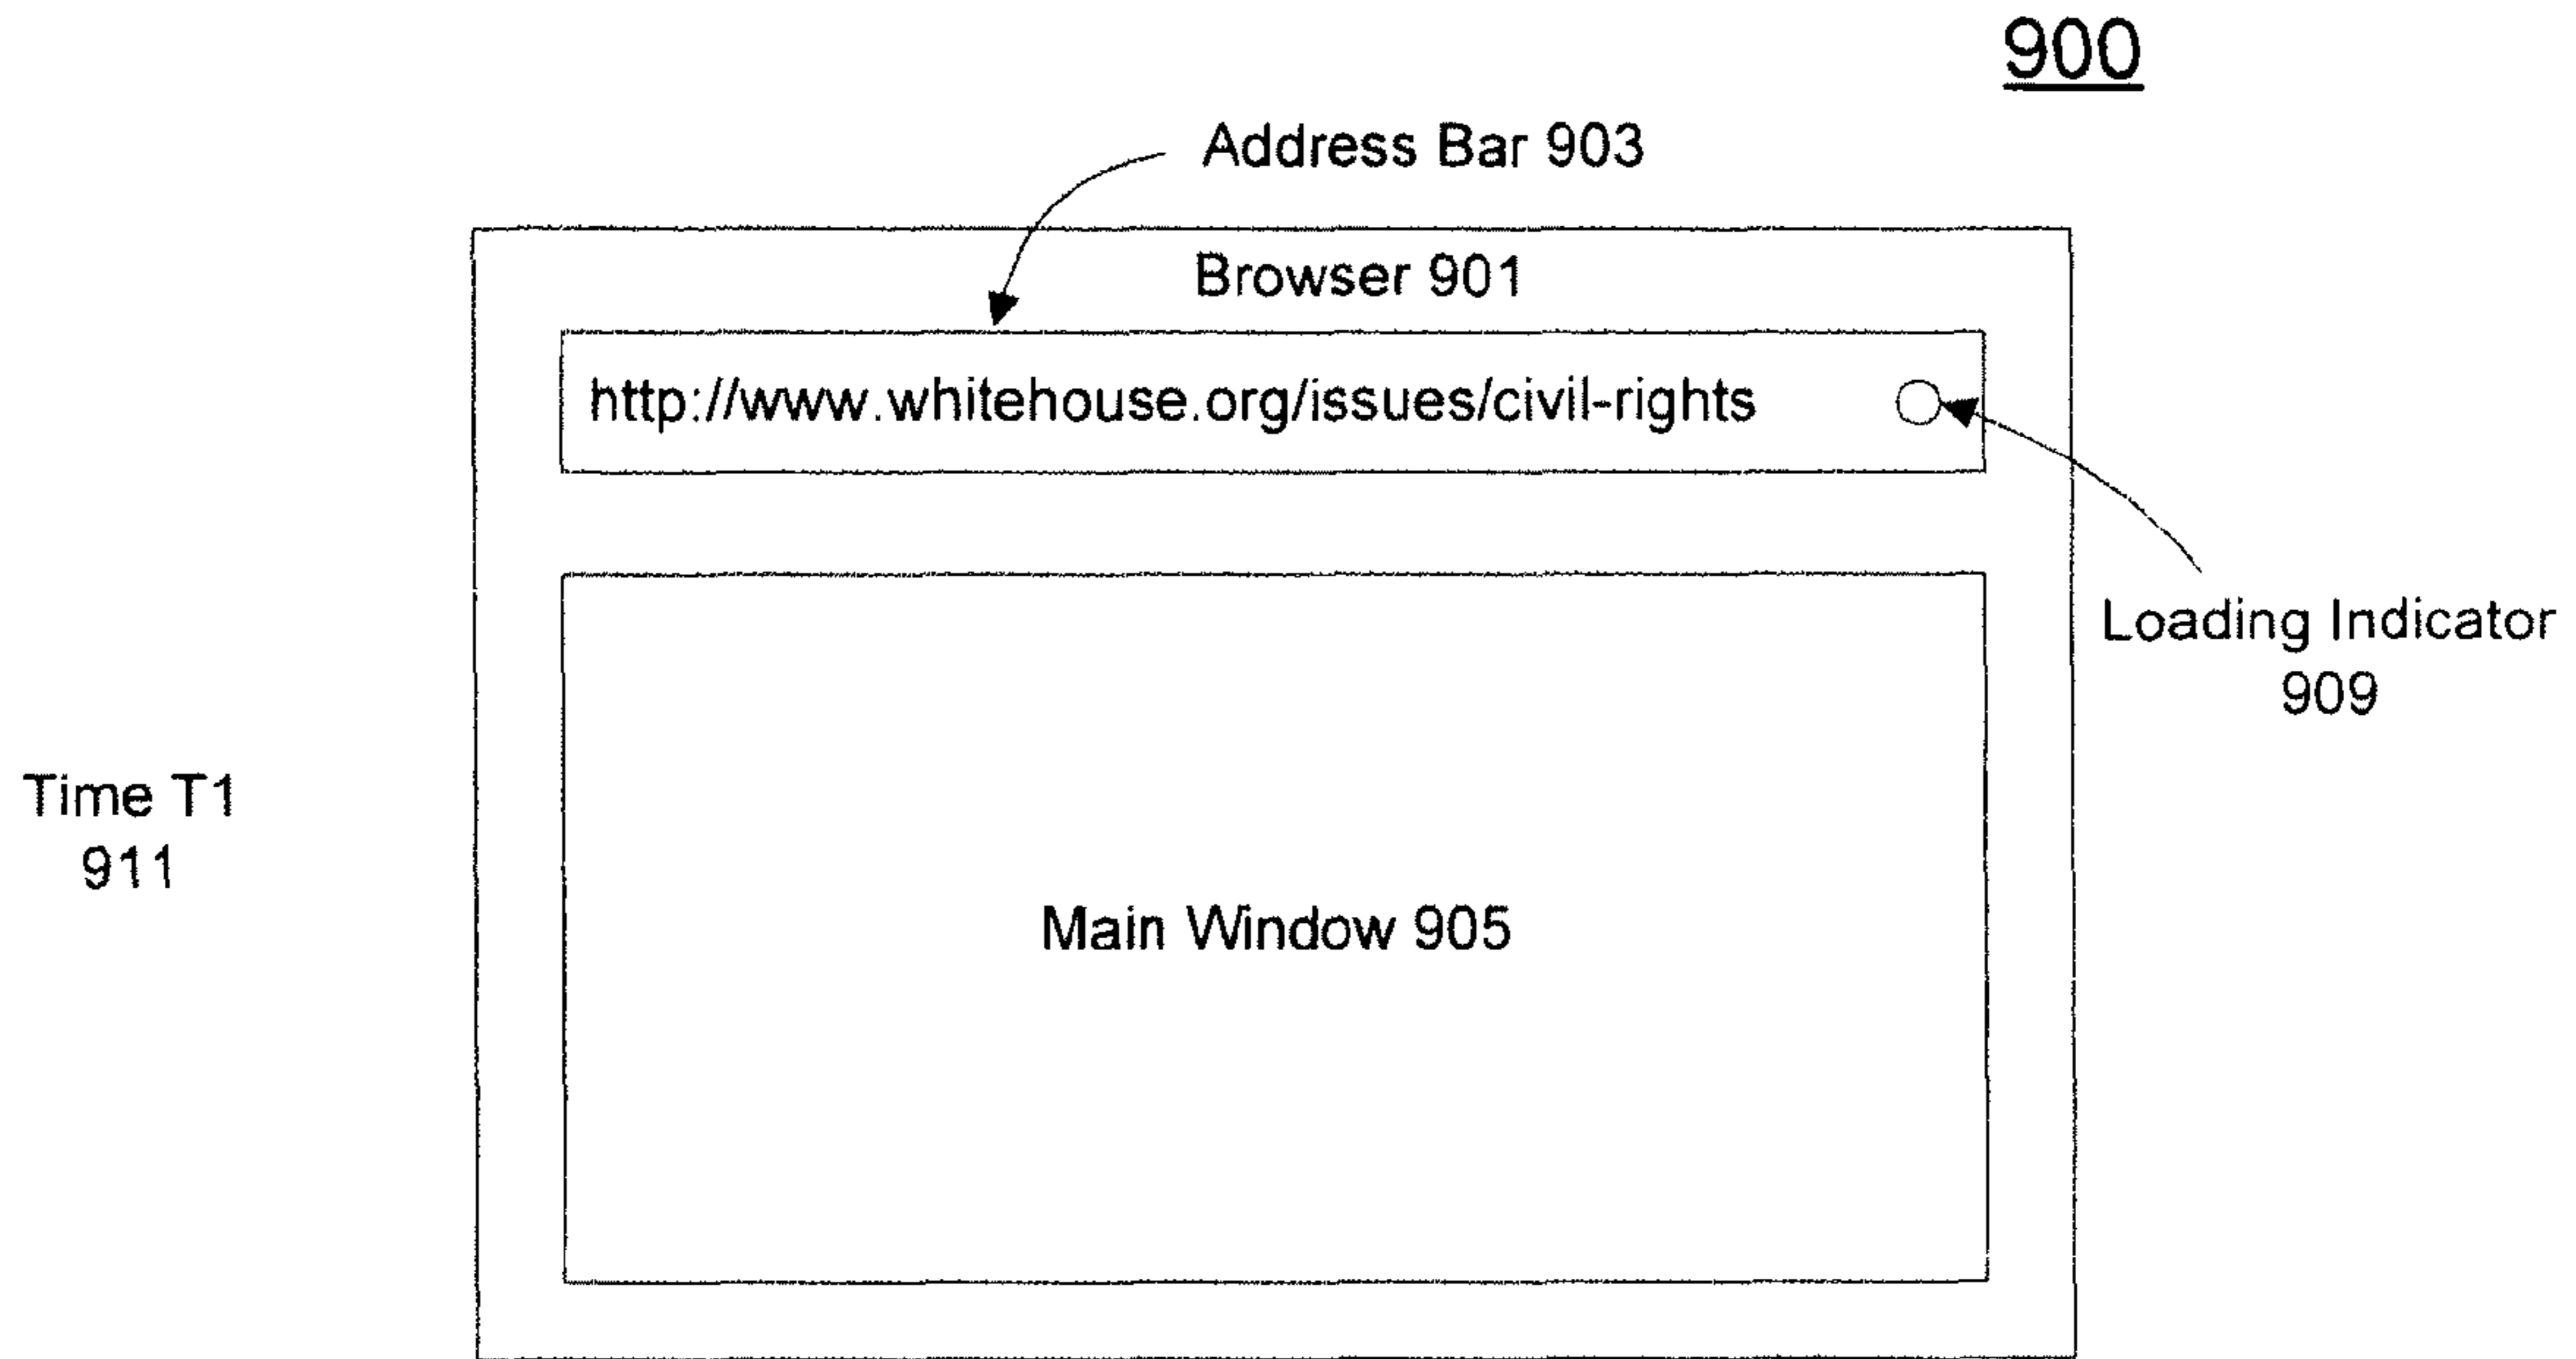 900
Address Bar 903
Browser 901
http://www.whitehouse.org/issues/civil-rights
Loading Indicator
909
Time T1
911
Main Window 905